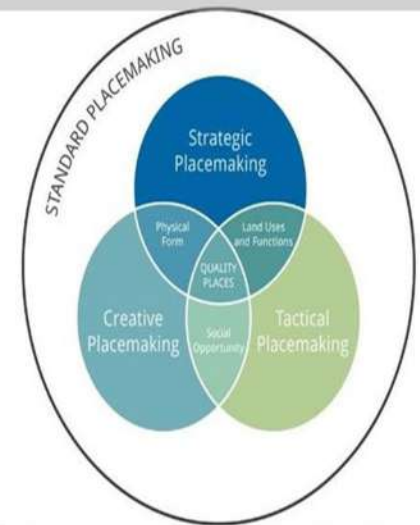 STANDARD PLACEMAKING
Strategic
Placemaking
Physical
Form
Land Uses
and Functions
QUALITY
PLACES
Creative
Placemaking
Social
Opportunity
Tactical
Placemaking